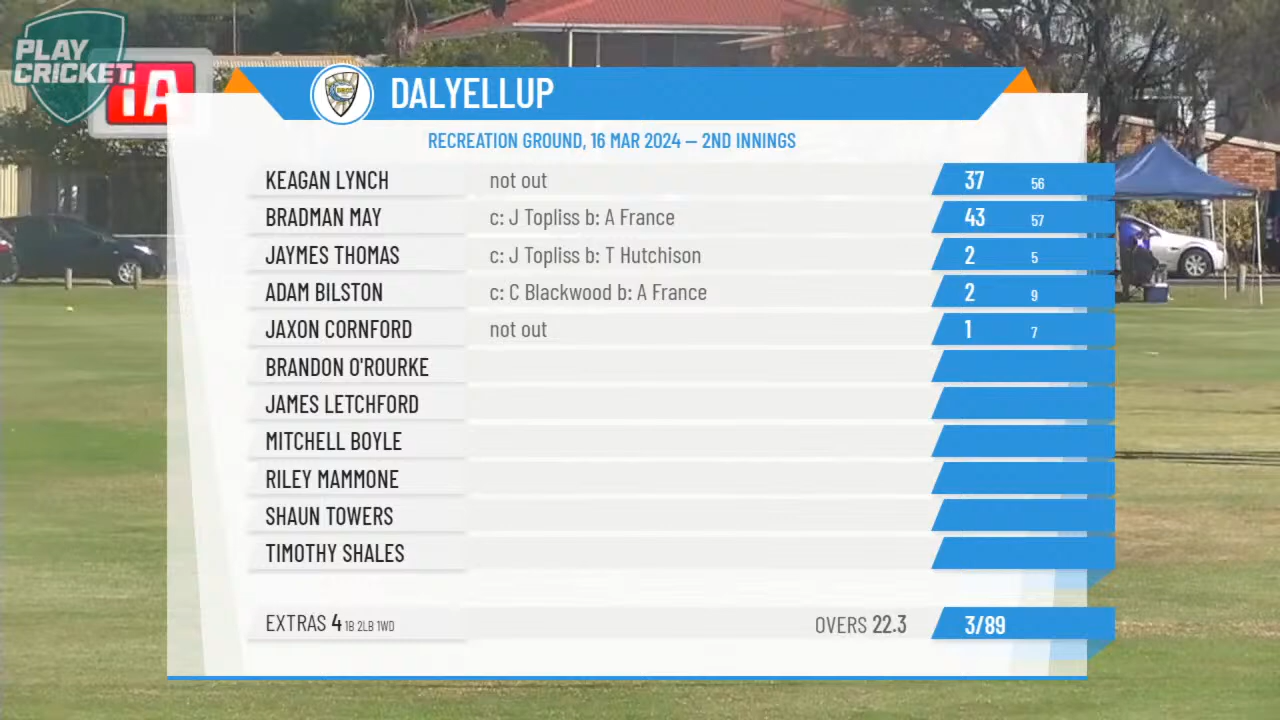 PLAY
CRICKET
iA
DALYELLUP
RECREATION GROUND, 16 MAR 2024 – 2ND INNINGS
KEAGAN LYNCH not out 37 56
BRADMAN MAY c: J Topliss b: A France 43 57
JAYMES THOMAS c: J Topliss b: T Hutchison 2 5
ADAM BILSTON c: C Blackwood b: A France 2 9
JAXON CORNFORD not out 1 7
BRANDON O'ROURKE
JAMES LETCHFORD
MITCHELL BOYLE
RILEY MAMMONE
SHAUN TOWERS
TIMOTHY SHALES
EXTRAS 4 1B 2LB 1WD OVERS 22.3 3/89